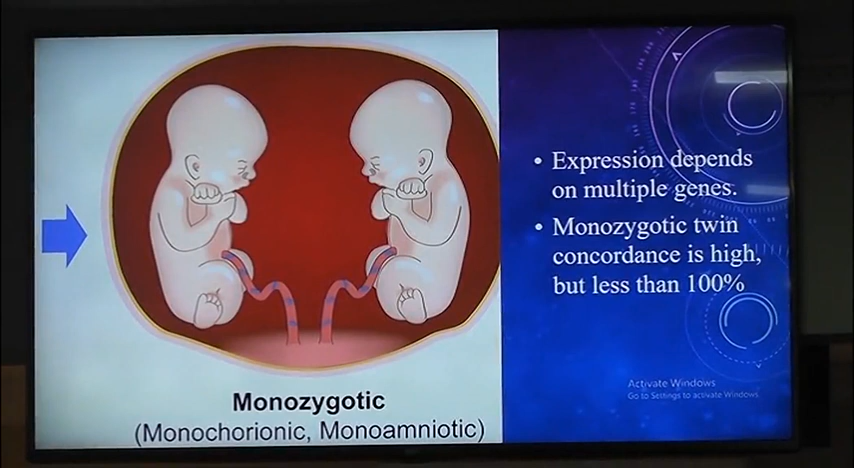 Monozygotic
(Monochorionic, Monoamniotic)
• Expression depends
on multiple genes.
• Monozygotic twin
concordance is high,
but less than 100%
Activate Windows
Go to Settings to activate Windows.